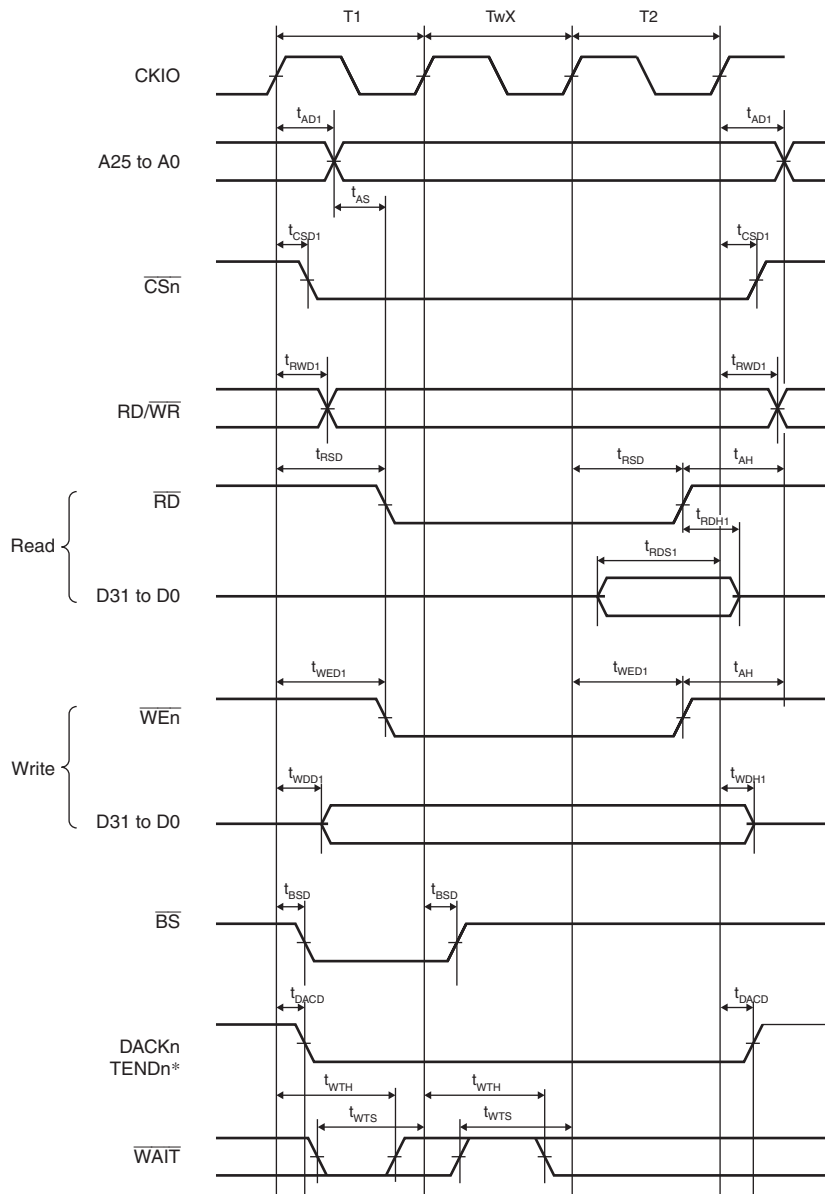 T1 TwX T2
CKIO
tAD1 tAD1
A25 to A0
tAS
tCSD1 tCSD1
CSn
tRWD1 tRWD1
RD/WR
tRSD tRSD tAH
RD
tRDH1
Read
tRDS1
D31 to D0
tWED1 tWED1 tAH
WEn
Write
tWDD1 tWDH1
D31 to D0
tBSD tBSD
BS
tDACD tDACD
DACKn
TENDn*
tWTH tWTH
tWTS tWTS
WAIT